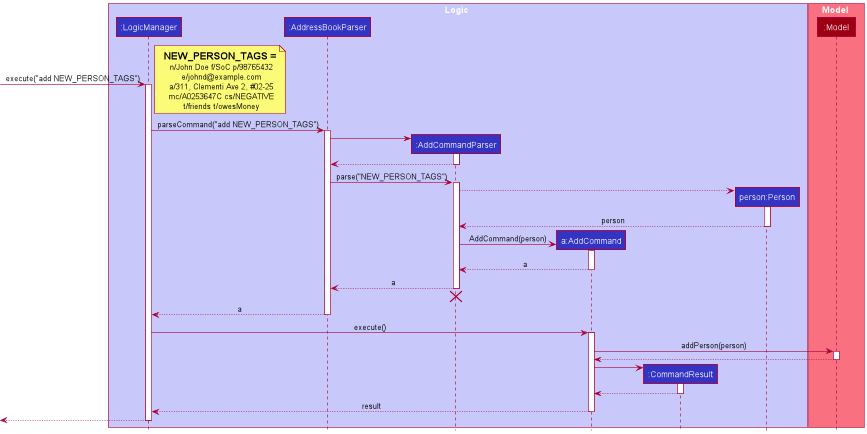 Logic
Model
:LogicManager
:AddressBookParser
:Model
NEW_PERSON_TAGS =
n/John Doe f/SoC p/98765432
e/johnd@example.com
a/311, Clementi Ave 2, #02-25
mc/A0253647C cs/NEGATIVE
t/friends t/owesMoney
execute("add NEW_PERSON_TAGS")
parseCommand("add NEW_PERSON_TAGS")
:AddCommandParser
parse("NEW_PERSON_TAGS")
person:Person
person
AddCommand(person)
a:AddCommand
a
a
a
execute()
addPerson(person)
:CommandResult
result